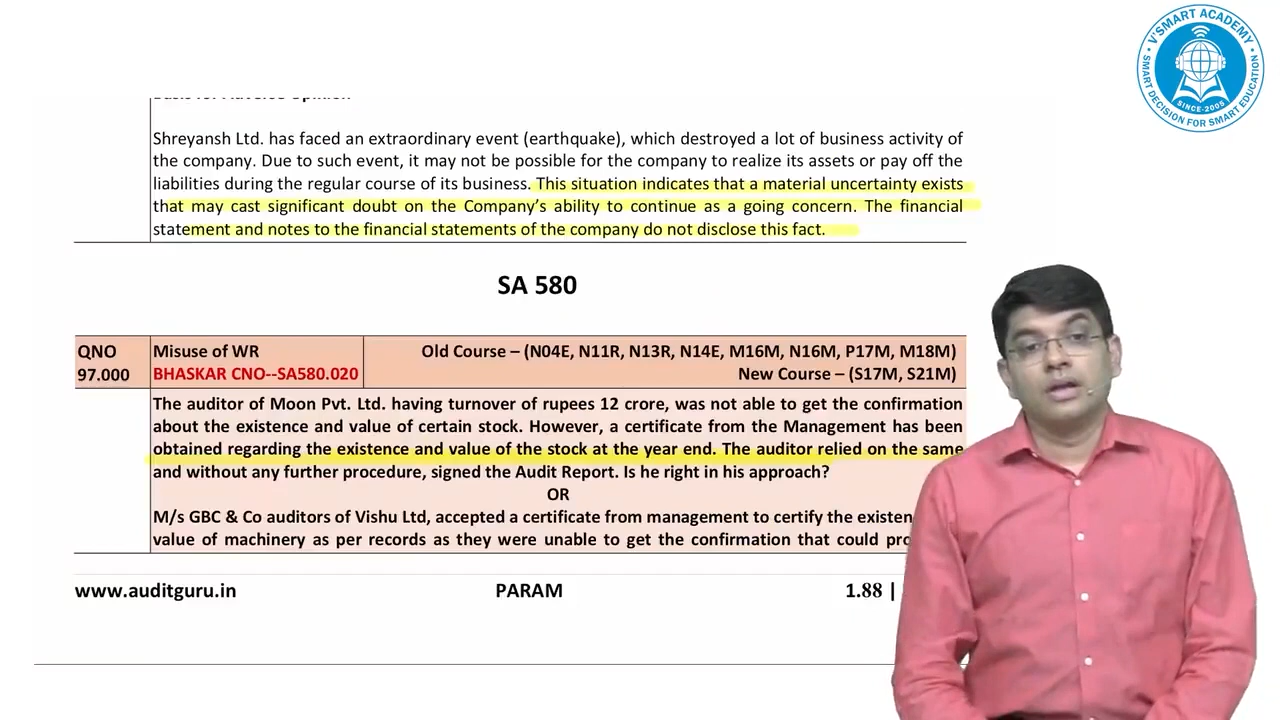 V'SMART ACADEMY
SINCE-2005
SMART DECISION FOR SMART EDUCATION
Basis for Adverse Opinion
Shreyansh Ltd. has faced an extraordinary event (earthquake), which destroyed a lot of business activity of
the company. Due to such event, it may not be possible for the company to realize its assets or pay off the
liabilities during the regular course of its business. This situation indicates that a material uncertainty exists
that may cast significant doubt on the Company's ability to continue as a going concern. The financial
statement and notes to the financial statements of the company do not disclose this fact.
SA 580
QNO
97.000
Misuse of WR
BHASKAR CNO--SA580.020
Old Course – (N04E, N11R, N13R, N14E, M16M, N16M, P17M, M18M)
New Course – (S17M, S21M)
The auditor of Moon Pvt. Ltd. having turnover of rupees 12 crore, was not able to get the confirmation
about the existence and value of certain stock. However, a certificate from the Management has been
obtained regarding the existence and value of the stock at the year end. The auditor relied on the same
and without any further procedure, signed the Audit Report. Is he right in his approach?
OR
M/s GBC & Co auditors of Vishu Ltd, accepted a certificate from management to certify the
value of machinery as per records as they were unable to get the confirmation that could
www.auditguru.in
PARAM
1.88 |